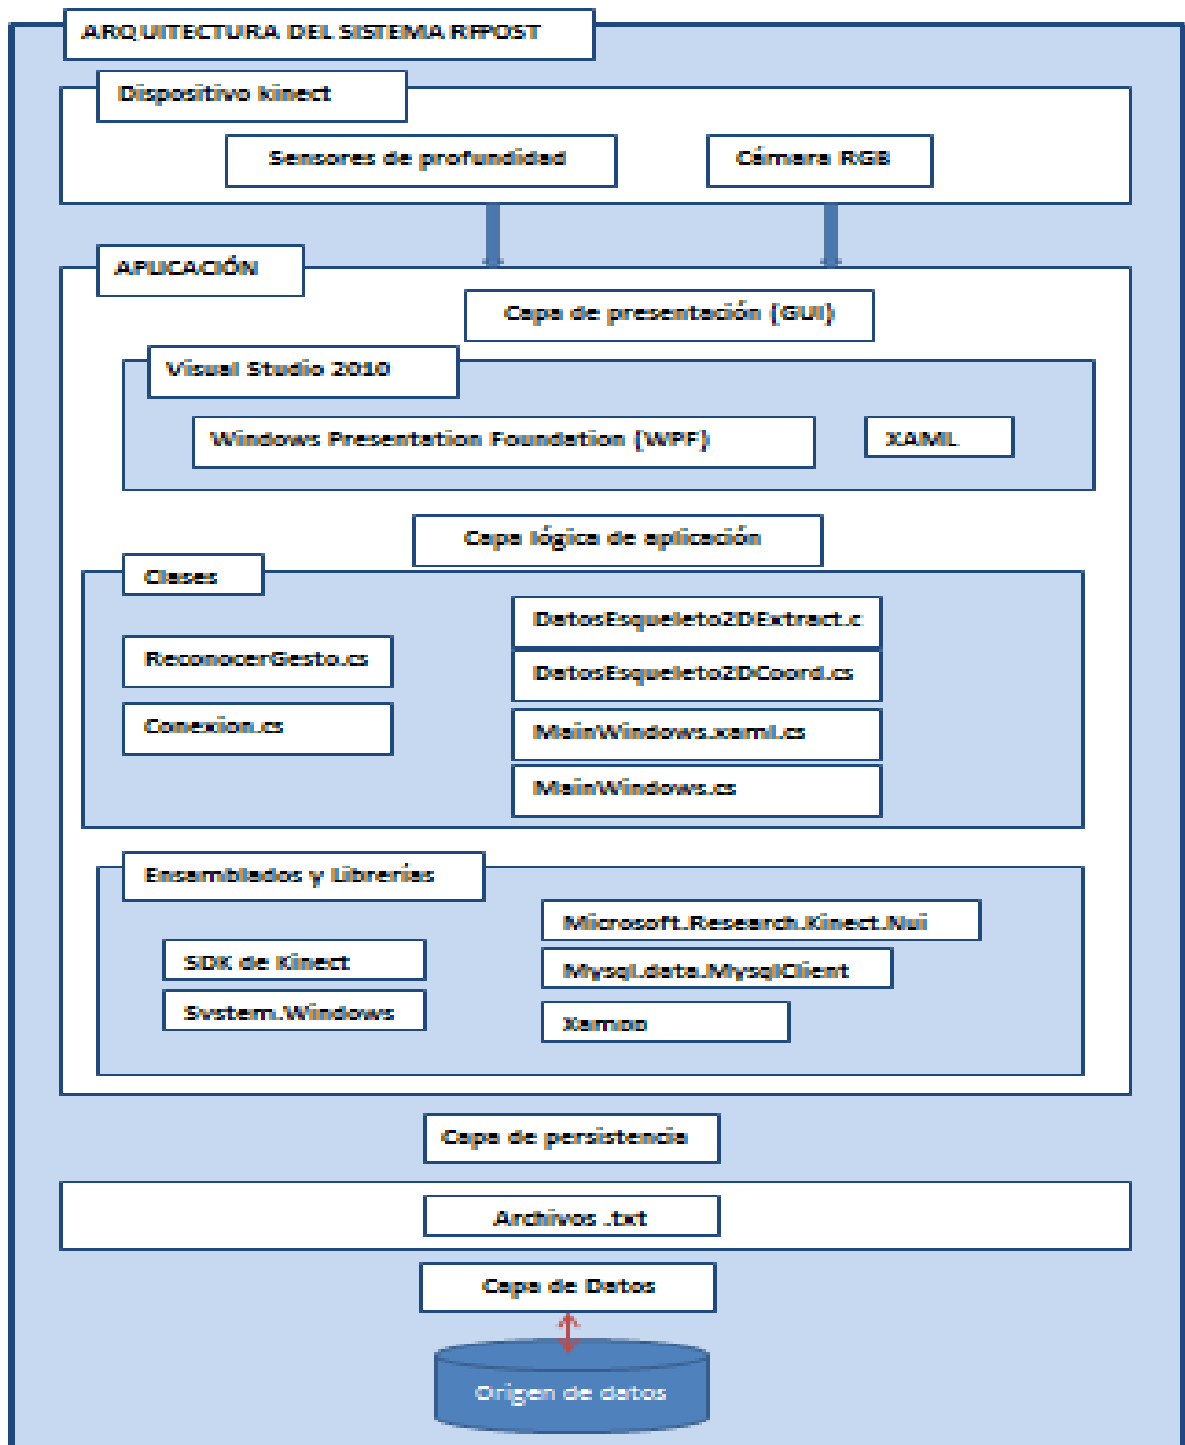 ARQUITECTURA DEL SISTEMA RFPOST
Dispositivo kinect
Sensores de profundidad
Cámara RGB
APLICACIÓN
Capa de presentación (GUI)
Visual Studio 2010
Windows Presentation Foundation (WPF)
XAML
Capa lógica de aplicación
Clases
DatosEsqueleto2DExtract.c
ReconocerGesto.cs
DatosEsqueleto2DCoord.cs
Conexion.cs
MainWindows.xaml.cs
MainWindows.cs
Ensamblados y Librerías
Microsoft.Research.Kinect.Nui
SDK de Kinect
Mysql.data.MysqlClient
System.Windows
Xampp
Capa de persistencia
Archivos .txt
Capa de Datos
Origen de datos